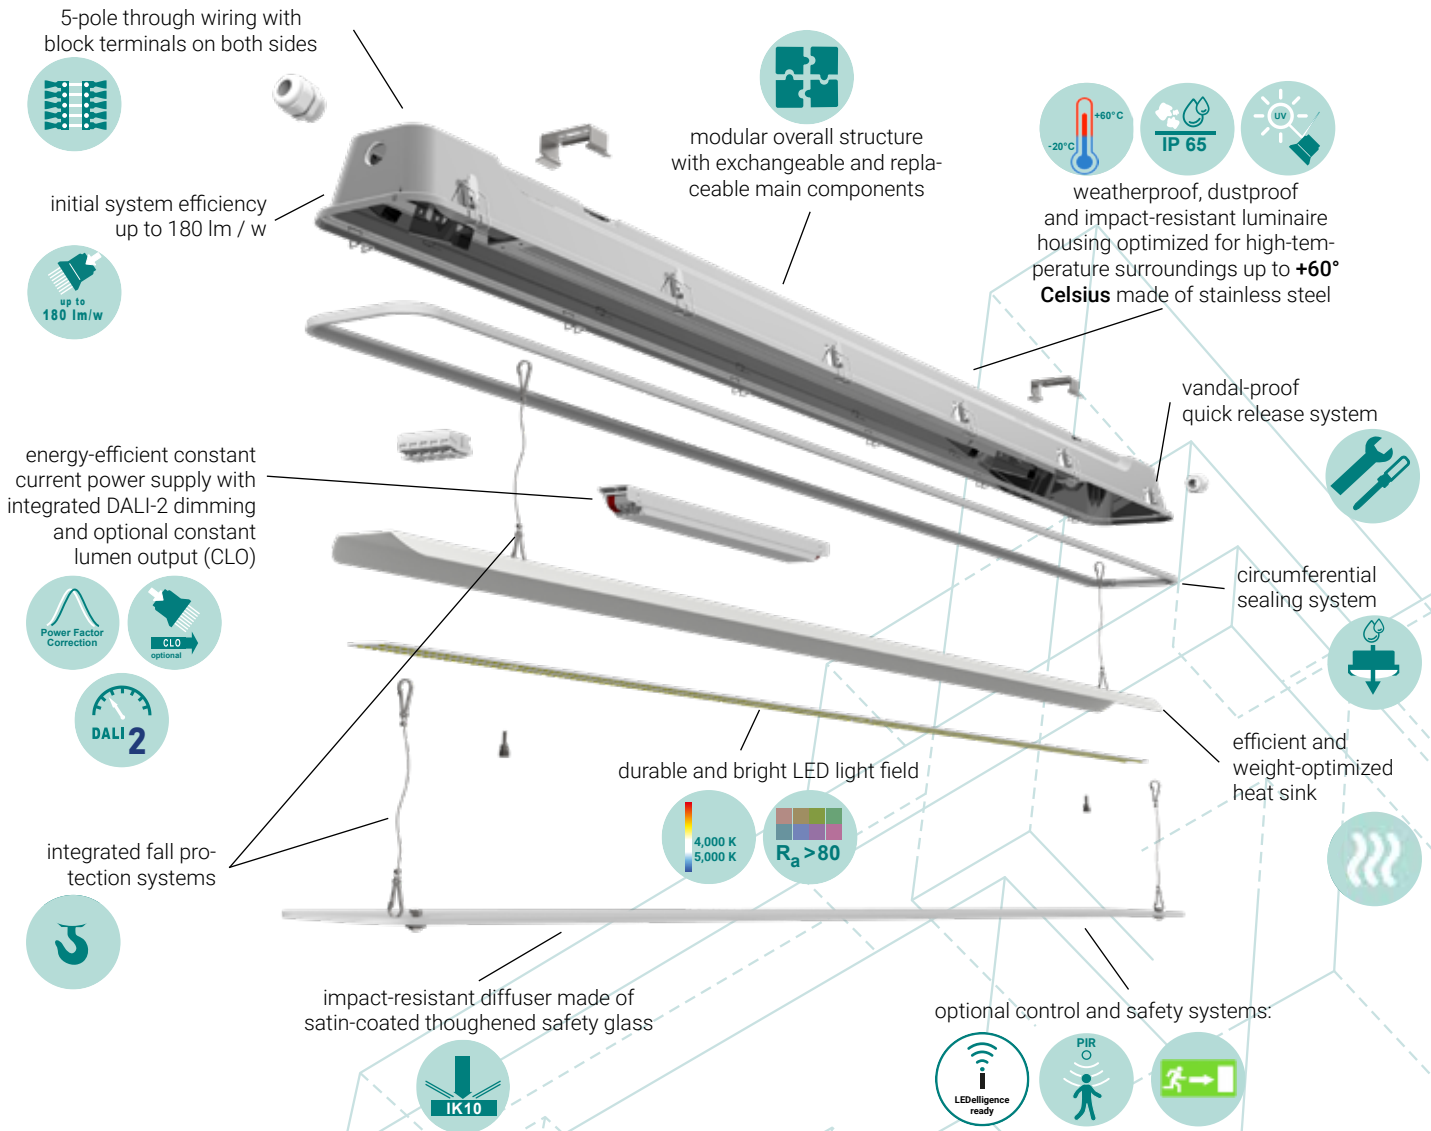 5-pole through wiring with
block terminals on both sides
initial system efficiency
up to 180 lm / w
up to
180 lm/w
modular overall structure
with exchangeable and repla-
ceable main components
+60°C
-20°C
IP 65
UV
weatherproof, dustproof
and impact-resistant luminaire
housing optimized for high-tem-
perature surroundings up to +60°
Celsius made of stainless steel
vandal-proof
quick release system
energy-efficient constant
current power supply with
integrated DALI-2 dimming
and optional constant
lumen output (CLO)
Power Factor
Correction
CLO
optional
DALI 2
circumferential
sealing system
efficient and
weight-optimized
heat sink
durable and bright LED light field
4,000 K
5,000 K
Ra >80
integrated fall pro-
tection systems
impact-resistant diffuser made of
satin-coated thoughened safety glass
IK10
optional control and safety systems:
LEDelligence
ready
PIR